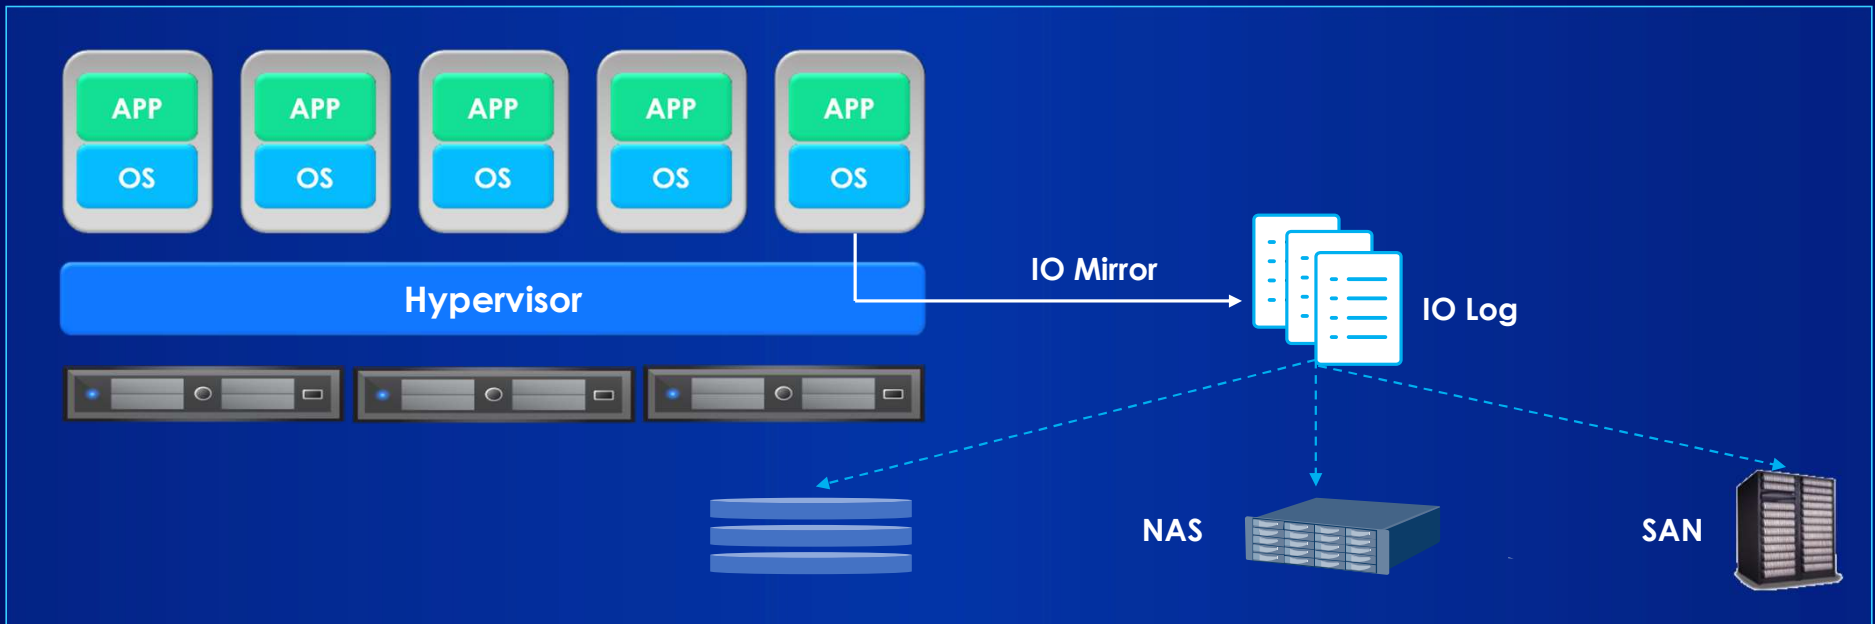 APP APP APP APP APP
OS OS OS OS OS
IO Mirror
Hypervisor
IO Log
NAS
SAN